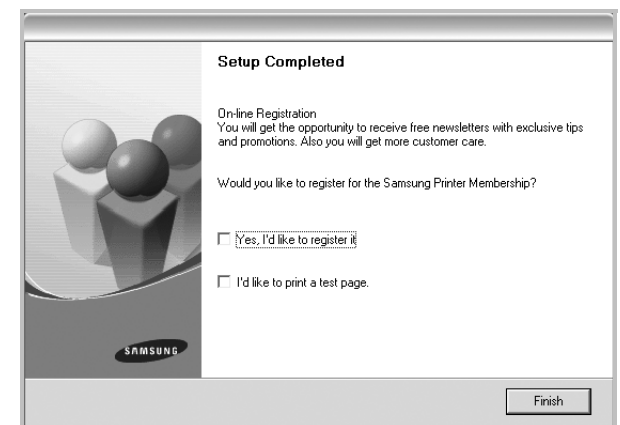 Setup Completed
On-line Registration
You will get the opportunity to receive free newsletters with exclusive tips
and promotions. Also you will get more customer care.
Would you like to register for the Samsung Printer Membership?
Yes, I'd like to register it
I'd like to print a test page.
SAMSUNG
Finish